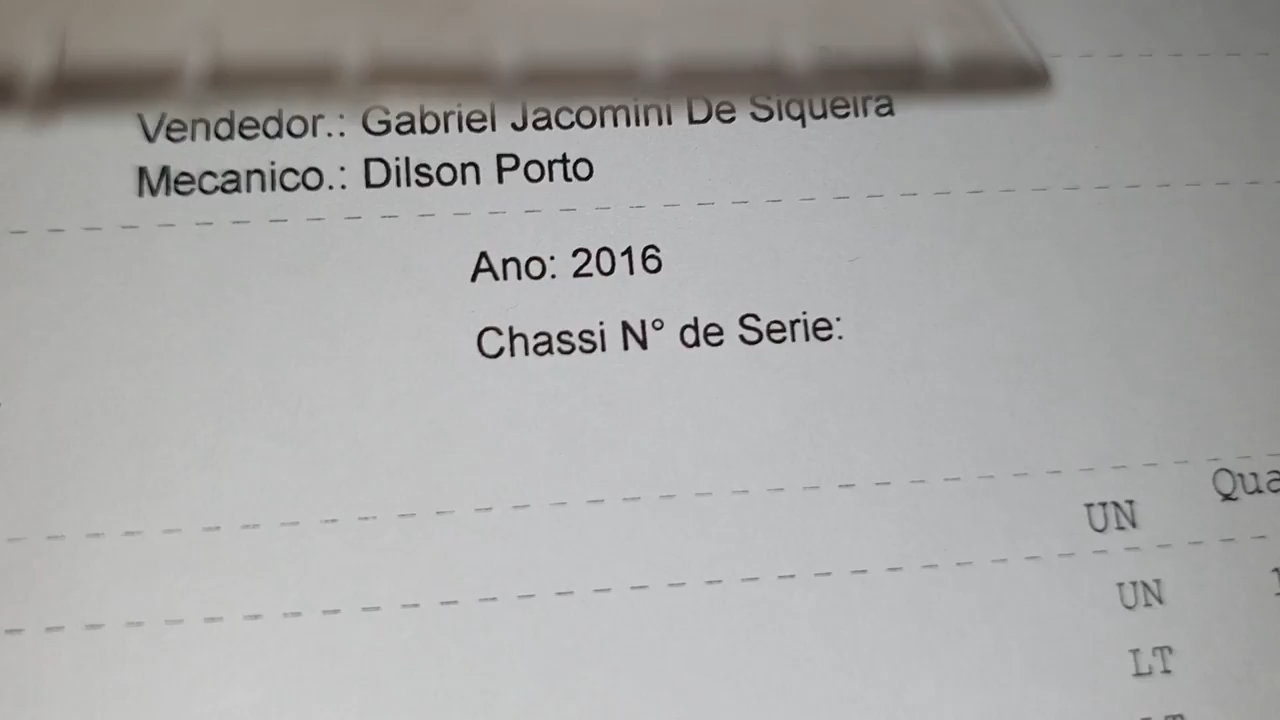 Vendedor.: Gabriel Jacomini De Siqueira
Mecanico.: Dilson Porto
Ano: 2016
Chassi N° de Serie:
UN
UN
LT